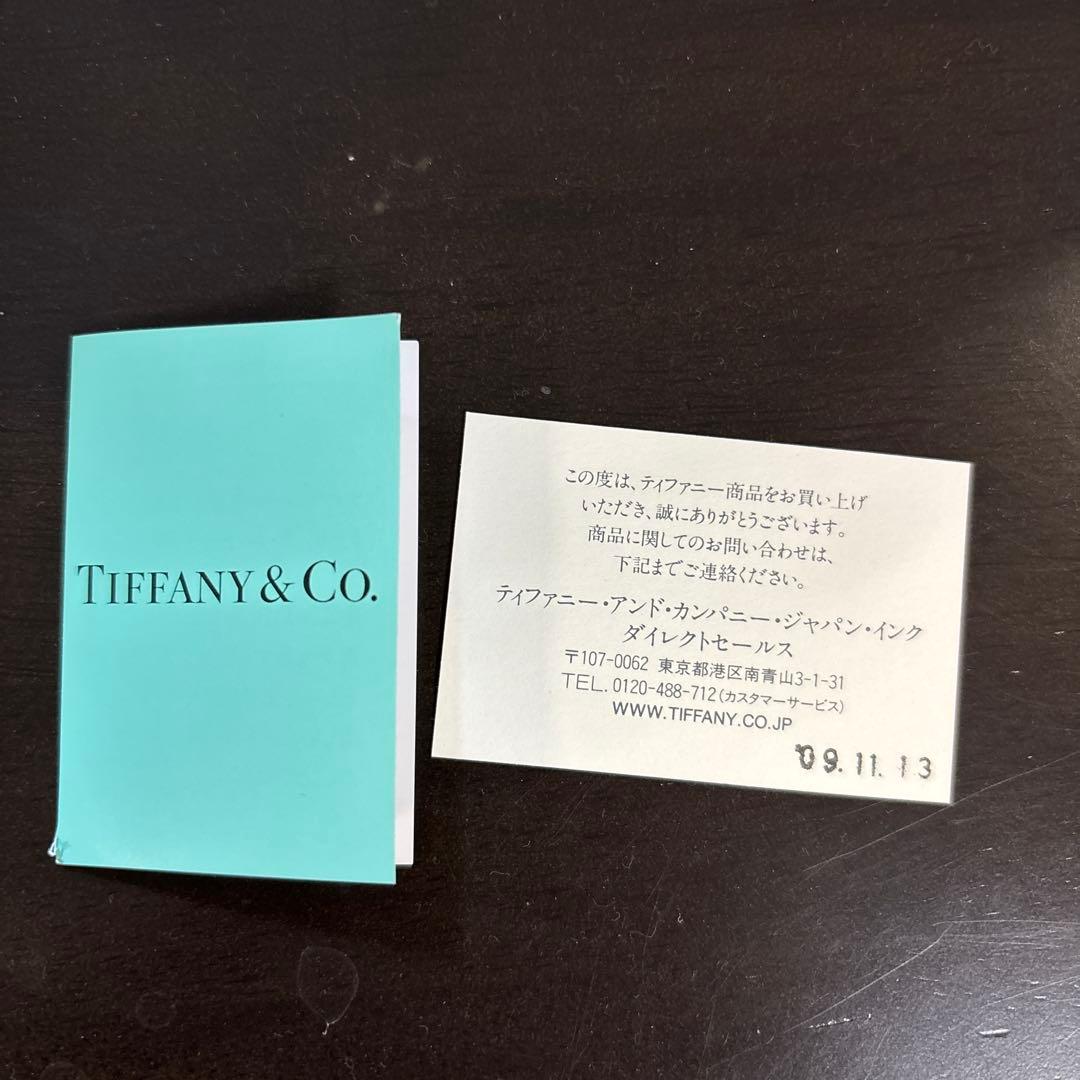 TIFFANY & CO.
この度は、ティファニー商品をお買い上げ
いただき、誠にありがとうございます。
商品に関してのお問い合わせは、
下記までご連絡ください。
ティファニー・アンド・カンパニー・ジャパン・インク
ダイレクトセールス
〒107-0062 東京都港区南青山3-1-31
TEL. 0120-488-712(カスタマーサービス)
WWW.TIFFANY.CO.JP
'09.11.13